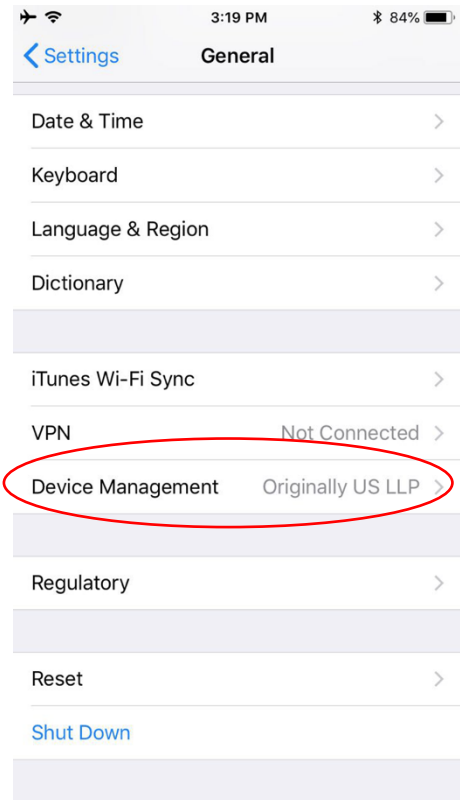 3:19 PM 84%
Settings General
Date & Time
Keyboard
Language & Region
Dictionary
iTunes Wi-Fi Sync
VPN Not Connected
Device Management Originally US LLP
Regulatory
Reset
Shut Down